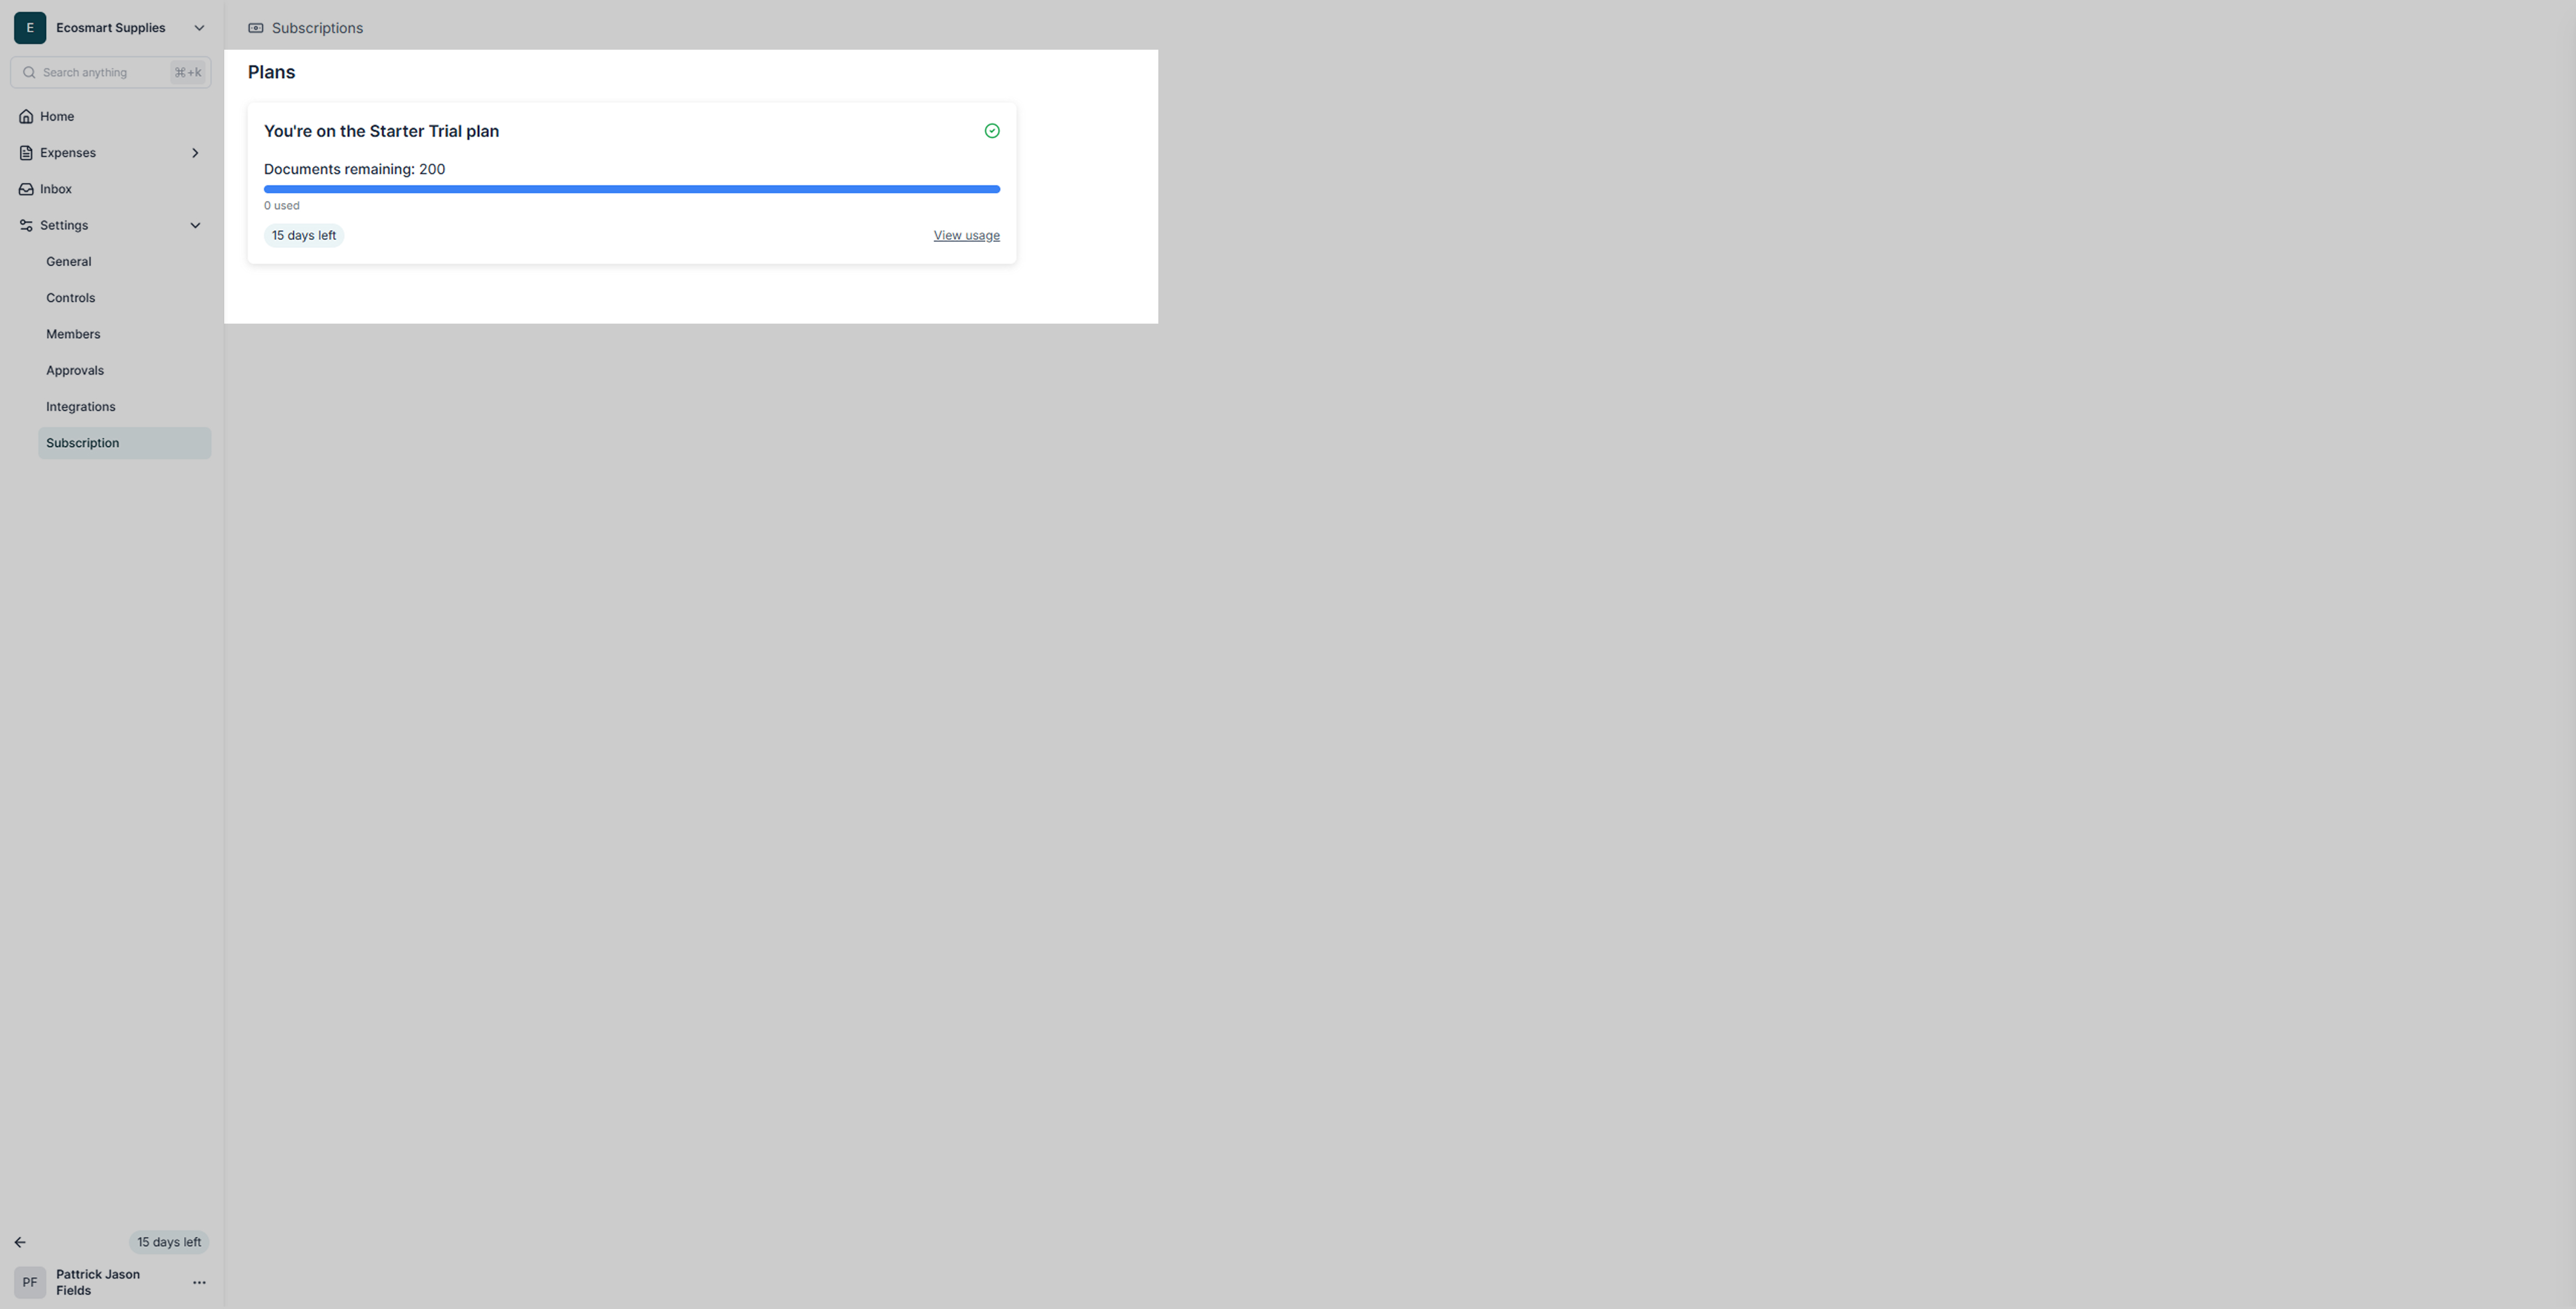 E
Ecosmart Supplies
Search anything
⌘+k
Home
Expenses
Inbox
Settings
General
Controls
Members
Approvals
Integrations
Subscription
15 days left
PF
Pattrick Jason
Fields
Subscriptions
Plans
You're on the Starter Trial plan
Documents remaining: 200
0 used
15 days left
View usage